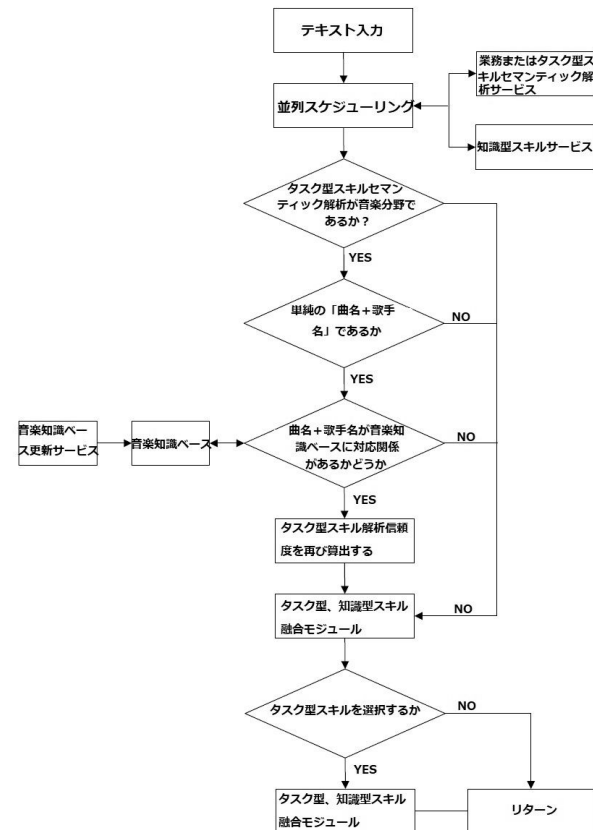 テキスト入力
業務またはタスク型ス
キルセマンティック解
析サービス
並列スケジューリング
知識型スキルサービス
タスク型スキルセマン
ティック解析が音楽分野で
あるか？
YES
単純の「曲名＋歌手
名」であるか
NO
YES
音楽知識ベー
ス更新サービス
音楽知識ベース
曲名＋歌手名が音楽知
識ベースに対応関係
があるかどうか
NO
YES
タスク型スキル解析信頼
度を再び算出する
タスク型、知識型スキル
融合モジュール
NO
タスク型スキルを選択するか
NO
YES
タスク型、知識型スキル
融合モジュール
リターン